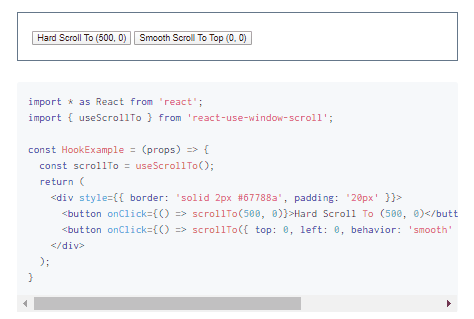 Hard Scroll To (500, 0) Smooth Scroll To Top (0, 0)
import * as React from 'react';
import { useScrollTo } from 'react-use-window-scroll';
const HookExample = (props) => {
const scrollTo = useScrollTo();
return (
<div style={{ border: 'solid 2px #67788a', padding: '20px' }}>
<button onClick={() => scrollTo(500, 0)}>Hard Scroll To (500, 0)</butt
<button onClick={() => scrollTo({ top: 0, left: 0, behavior: 'smooth'
</div>
);
}